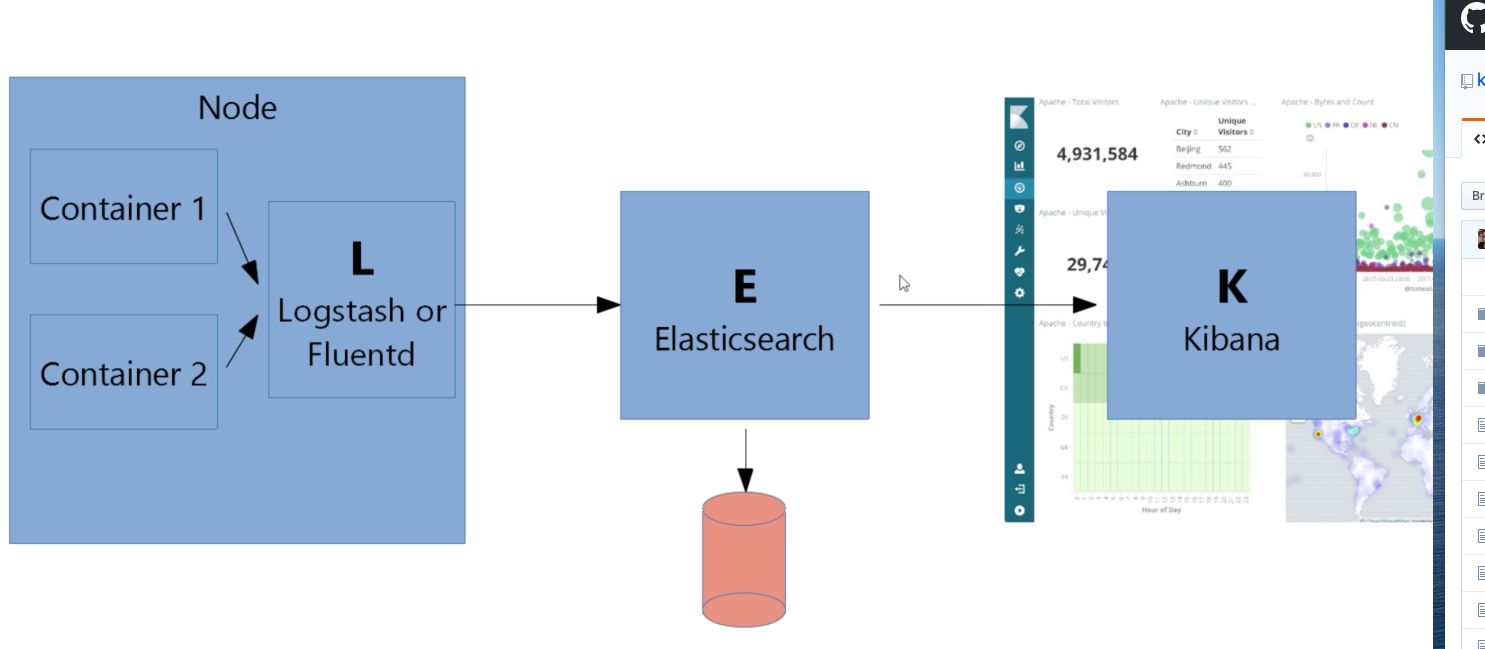 Node
Container 1
Container 2
L
Logstash or
Fluentd
E
Elasticsearch
K
Kibana
Apache - Total Visitors
4,931,584
Apache - Unique Visitors ...
City
Unique
Visitors
Beijing 562
Redmond 445
Ashburn 400
Apache - Bytes and Count
US FR DE NE CN
30,000
Apache - Unique Vi
29,74
@timest
Apache - Country t
(geocentroid)
Country
US
CN
DE
GB
FR
Hour of Day
k
Br